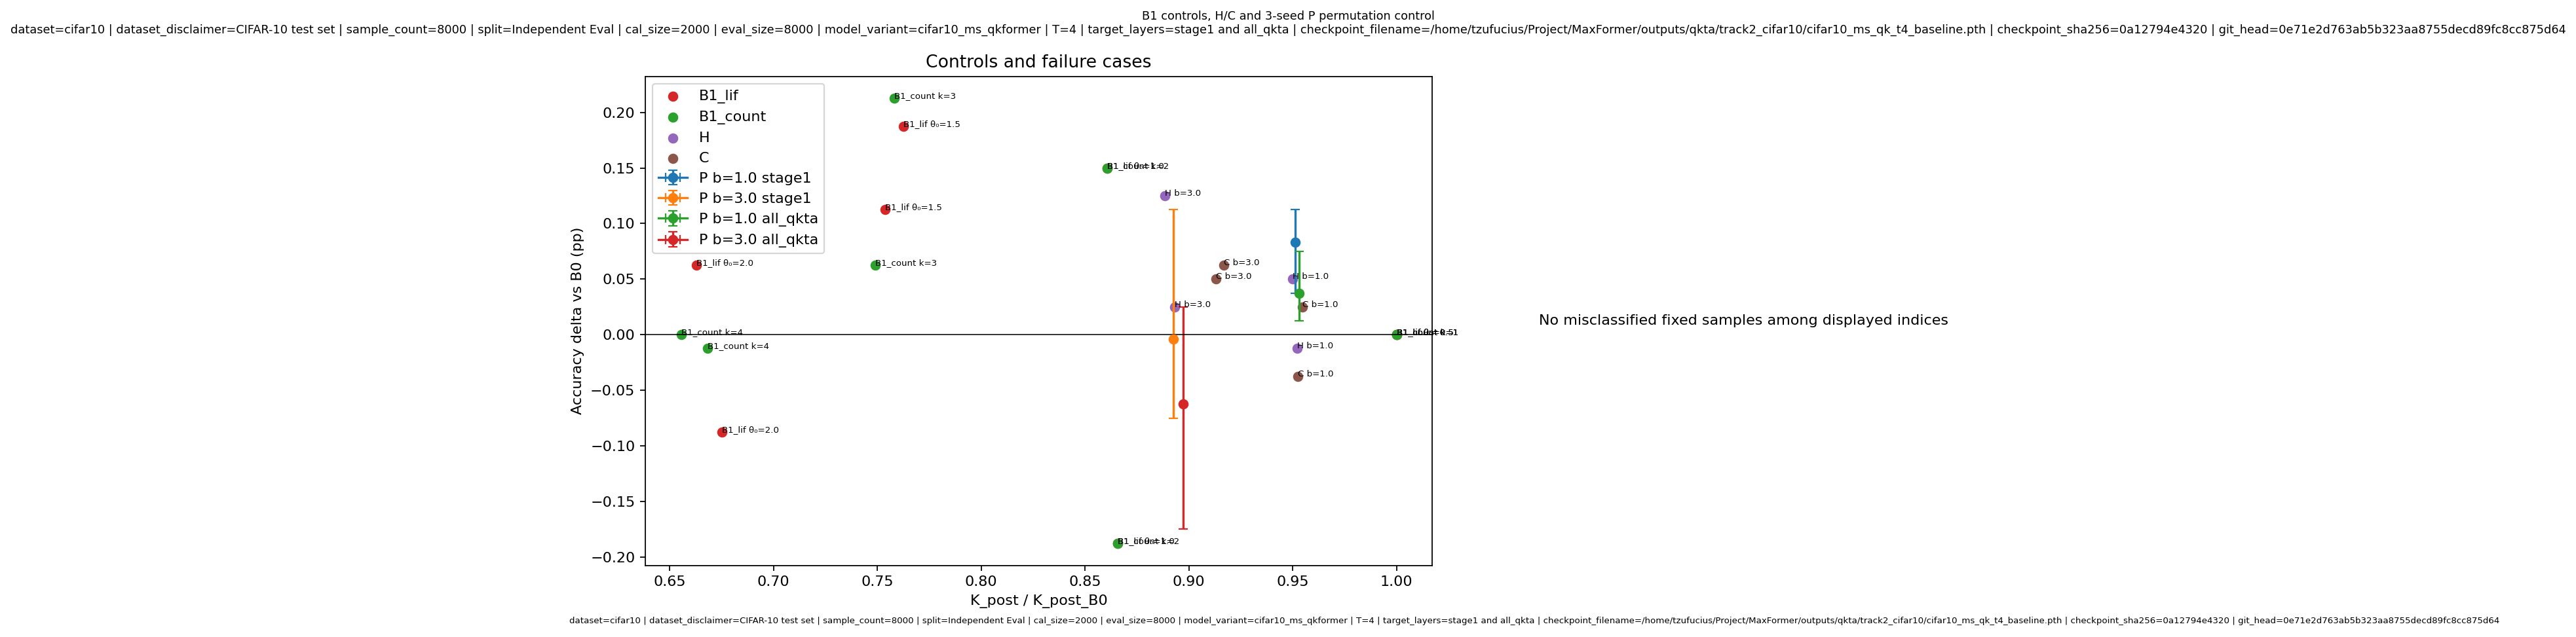 B1 controls, H/C and 3-seed P permutation control
dataset=cifar10 | dataset_disclaimer=CIFAR-10 test set | sample_count=8000 | split=Independent Eval | cal_size=2000 | eval_size=8000 | model_variant=cifar10_ms_qkformer | T=4 | target_layers=stage1 and all_qkta | checkpoint_filename=/home/tzufucius/Project/MaxFormer/outputs/qkta/track2_cifar10/cifar10_ms_qk_t4_baseline.pth | checkpoint_sha256=0a12794e4320 | git_head=0e71e2d763ab5b323aa8755decd89fc8cc875d64
Controls and failure cases
B1_lif
B1_count
H
C
P b=1.0 stage1
P b=3.0 stage1
P b=1.0 all_qkta
P b=3.0 all_qkta
B1_count k=3
B1_lif θ₀=1.5
H b=3.0
B1_lif θ₀=1.5
B1_lif θ₀=2.0
B1_count k=3
C b=3.0
C b=3.0
H b=1.0
H b=3.0
C b=1.0
B1_count k=4
B1_count k=4
H b=1.0
C b=1.0
B1_lif θ₀=2.0
No misclassified fixed samples among displayed indices
0.20
0.15
0.10
0.05
0.00
−0.05
−0.10
−0.15
−0.20
Accuracy delta vs B0 (pp)
0.65 0.70 0.75 0.80 0.85 0.90 0.95 1.00
K_post / K_post_B0
dataset=cifar10 | dataset_disclaimer=CIFAR-10 test set | sample_count=8000 | split=Independent Eval | cal_size=2000 | eval_size=8000 | model_variant=cifar10_ms_qkformer | T=4 | target_layers=stage1 and all_qkta | checkpoint_filename=/home/tzufucius/Project/MaxFormer/outputs/qkta/track2_cifar10/cifar10_ms_qk_t4_baseline.pth | checkpoint_sha256=0a12794e4320 | git_head=0e71e2d763ab5b323aa8755decd89fc8cc875d64